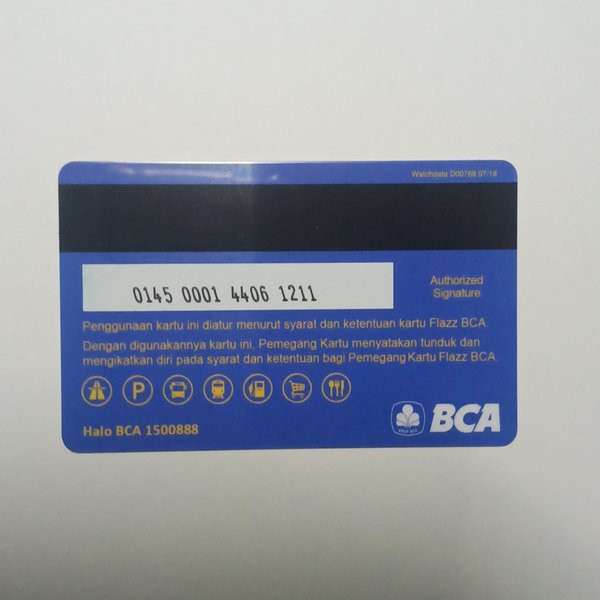 Watchdata D00766 07/16
0145 0001 4406 1211
Authorized
Signature
Penggunaan kartu ini diatur menurut syarat dan ketentuan kartu Flazz BCA.
Dengan digunakannya kartu ini, Pemegang Kartu menyatakan tunduk dan
mengikatkan diri pada syarat dan ketentuan bagi Pemegang Kartu Flazz BCA.
P
Halo BCA 1500888
BCA